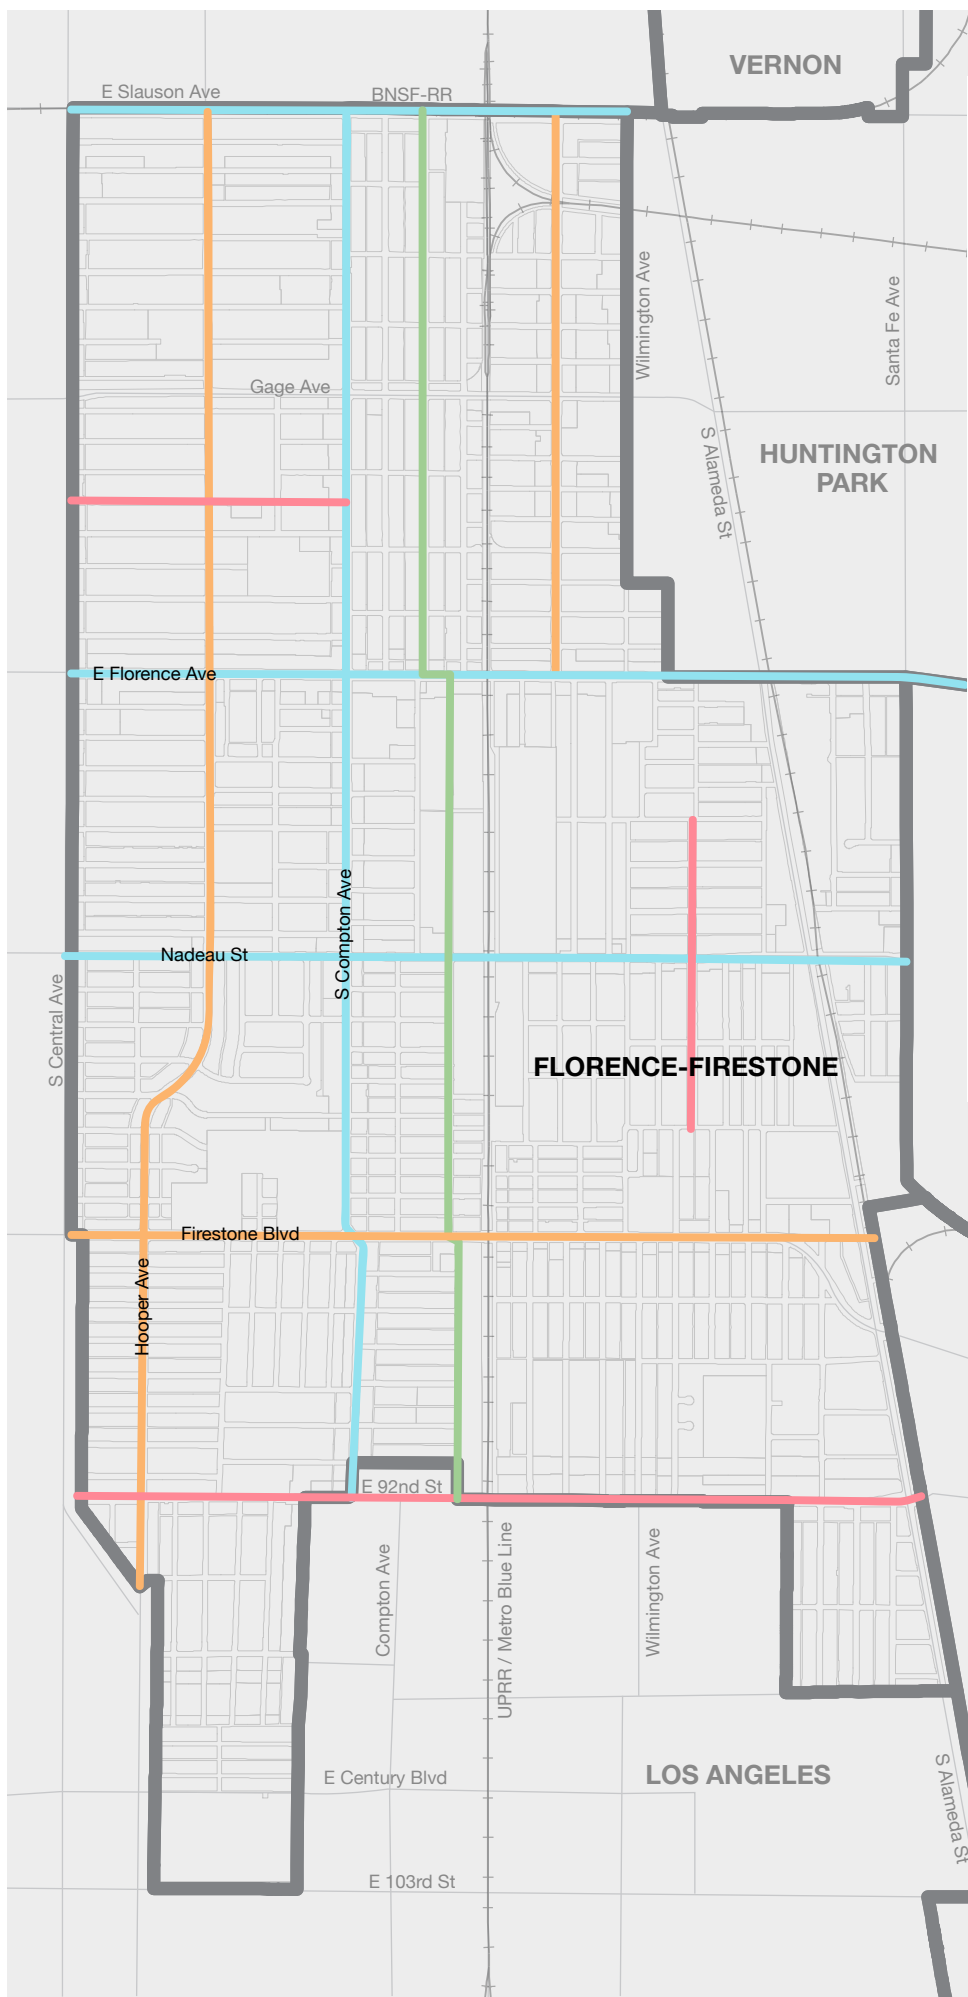 VERNON
E Slauson Ave
BNSF-RR
Wilmington Ave
Santa Fe Ave
Gage Ave
S Alameda St
HUNTINGTON
PARK
E Florence Ave
S Compton Ave
Nadeau St
S Central Ave
FLORENCE-FIRESTONE
Firestone Blvd
Hooper Ave
E 92nd St
Compton Ave
UPRR / Metro Blue Line
Wilmington Ave
E Century Blvd
LOS ANGELES
S Alameda St
E 103rd St